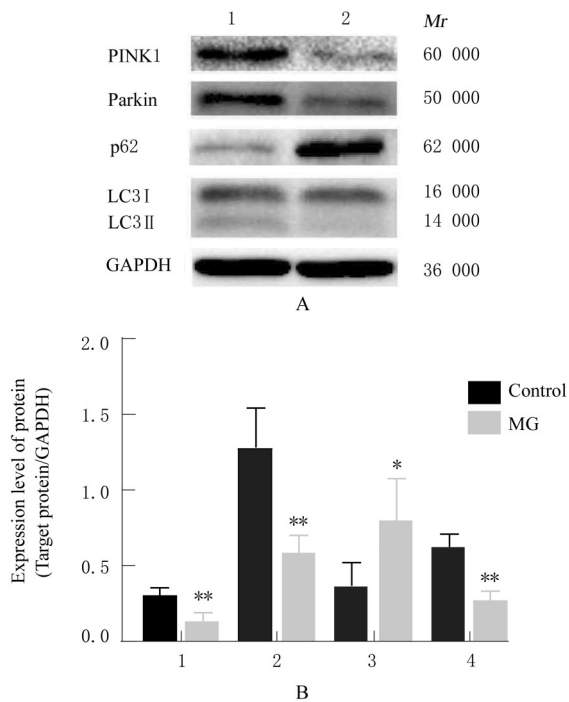 1 2 Mr
PINK1 60 000
Parkin 50 000
p62 62 000
LC3Ⅰ 16 000
LC3Ⅱ 14 000
GAPDH 36 000
A
Expression level of protein
(Target protein/GAPDH)
2.0
1.5
1.0
0.5
0.0
Control
MG
** ** * **
1 2 3 4
B